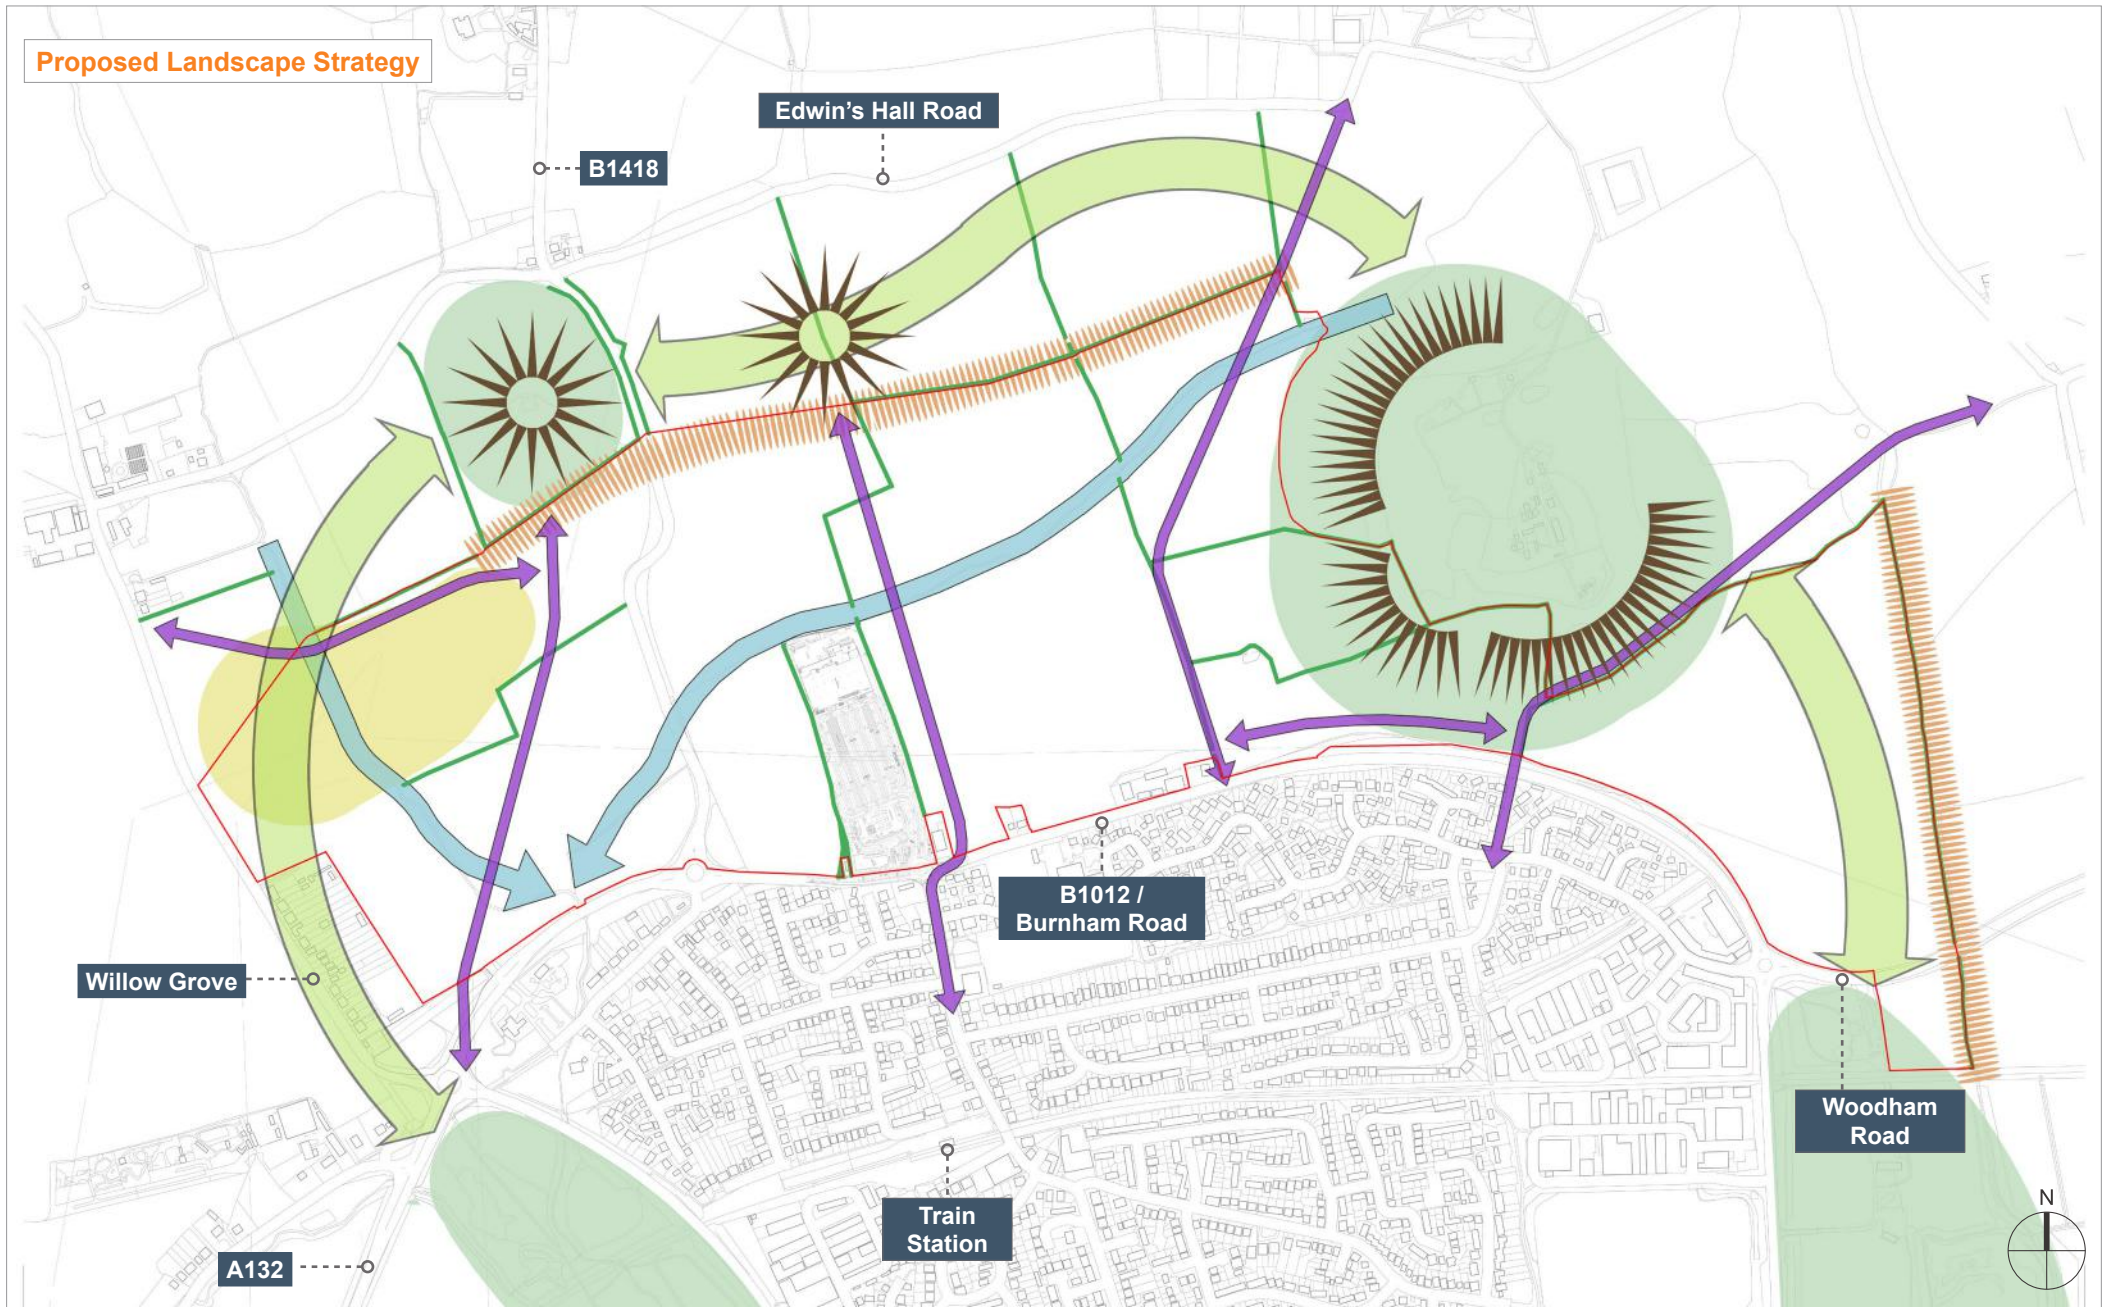 Proposed Landscape Strategy
Edwin's Hall Road
B1418
B1012 /
Burnham Road
Willow Grove
Woodham
Road
Train
Station
A132
N